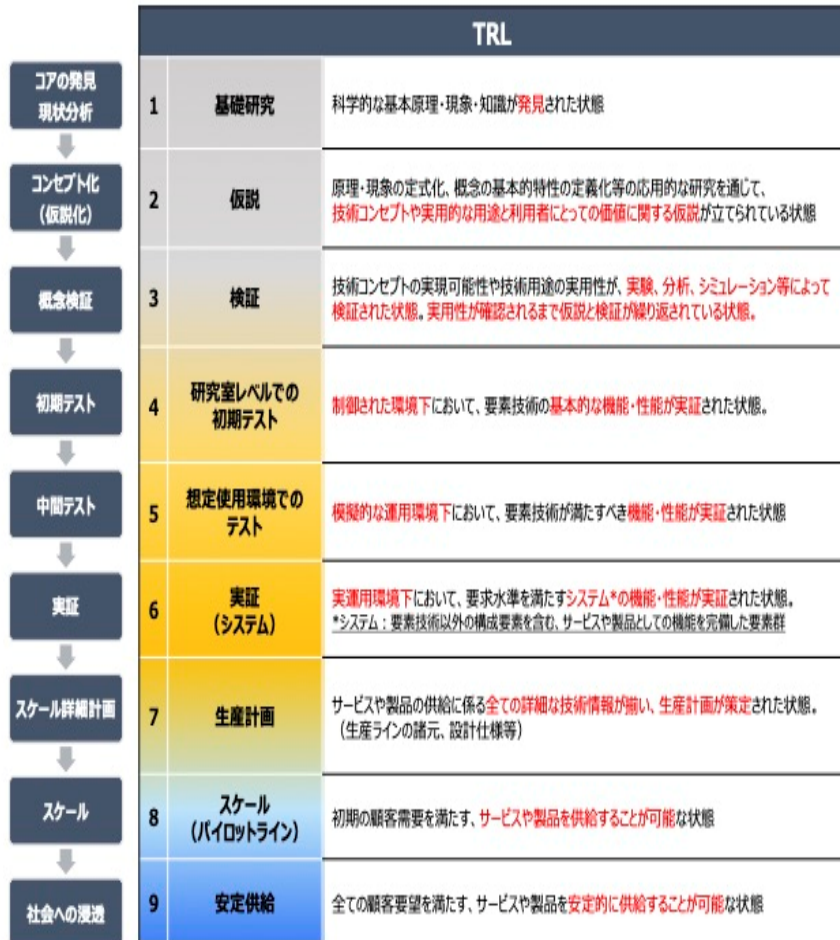 TRL
コアの発見
現状分析
1
基礎研究
科学的な基本原理・現象・知識が発見された状態
コンセプト化
(仮説化)
2
仮説
原理・現象の定式化、概念の基本的特性の定義化等の応用的な研究を通じて、
技術コンセプトや実用的な用途と利用者にとっての価値に関する仮説が立てられている状態
概念検証
3
検証
技術コンセプトの実現可能性や技術用途の実用性が、実験、分析、シミュレーション等によって
検証された状態。実用性が確認されるまで仮説と検証が繰り返されている状態。
初期テスト
4
研究室レベルでの
初期テスト
制御された環境下において、要素技術の基本的な機能・性能が実証された状態。
中間テスト
5
想定使用環境での
テスト
模擬的な運用環境下において、要素技術が満たすべき機能・性能が実証された状態
実証
6
実証
(システム)
実運用環境下において、要求水準を満たすシステム*の機能・性能が実証された状態。
*システム：要素技術以外の構成要素を含む、サービスや製品としての機能を完備した要素群
スケール詳細計画
7
生産計画
サービスや製品の供給に係る全ての詳細な技術情報が揃い、生産計画が策定された状態。
(生産ラインの諸元、設計仕様等)
スケール
8
スケール
(パイロットライン)
初期の顧客需要を満たす、サービスや製品を供給することが可能な状態
社会への浸透
9
安定供給
全ての顧客要望を満たす、サービスや製品を安定的に供給することが可能な状態